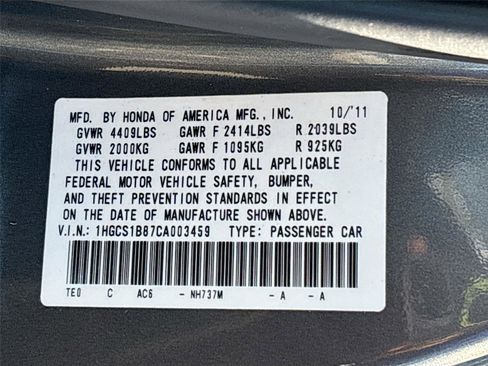 MFD. BY HONDA OF AMERICA MFG., INC. 10/'11
GVWR 4409LBS GAWR F 2414LBS R 2039LBS
GVWR 2000KG GAWR F 1095KG R 925KG
THIS VEHICLE CONFORMS TO ALL APPLICABLE
FEDERAL MOTOR VEHICLE SAFETY, BUMPER,
AND THEFT PREVENTION STANDARDS IN EFFECT
ON THE DATE OF MANUFACTURE SHOWN ABOVE.
V.I.N.: 1HGCS1B87CA003459 TYPE: PASSENGER CAR
TE0 C AC6 - NH737M - A - A